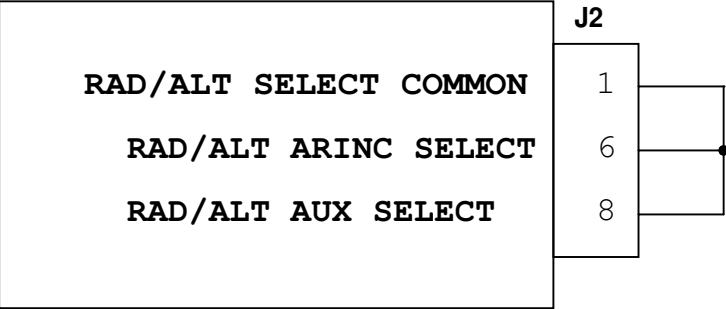 J2
RAD/ALT SELECT COMMON 1
RAD/ALT ARINC SELECT 6
RAD/ALT AUX SELECT 8